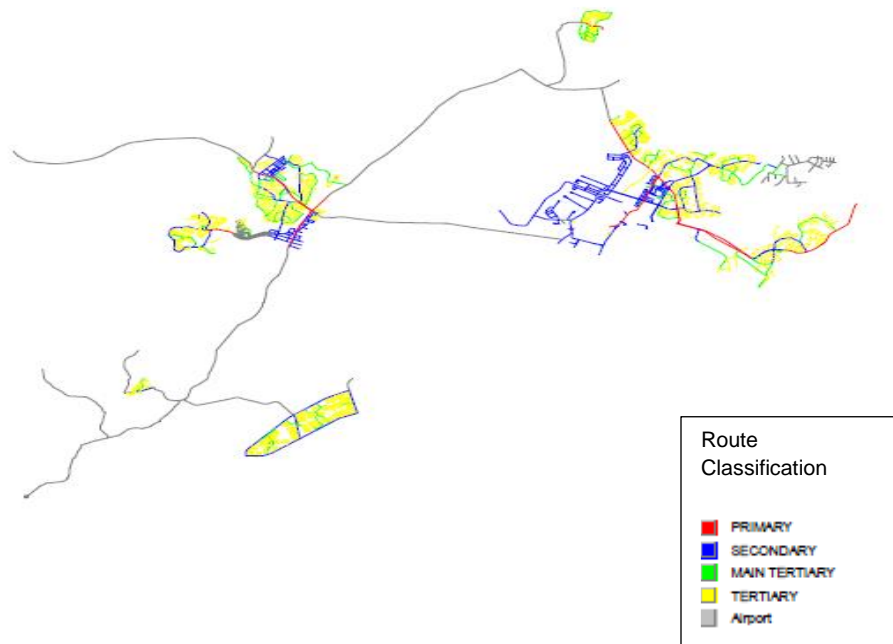 Route
Classification
PRIMARY
SECONDARY
MAIN TERTIARY
TERTIARY
Airport